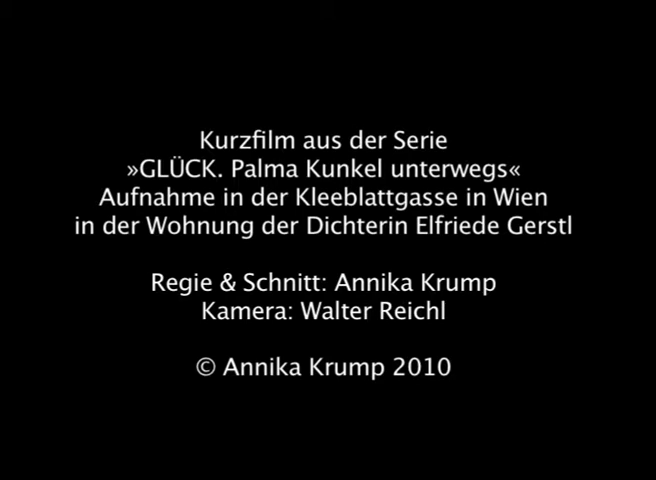 Kurzfilm aus der Serie
»GLÜCK. Palma Kunkel unterwegs«
Aufnahme in der Kleeblattgasse in Wien
in der Wohnung der Dichterin Elfriede Gerstl
Regie & Schnitt: Annika Krump
Kamera: Walter Reichl
© Annika Krump 2010